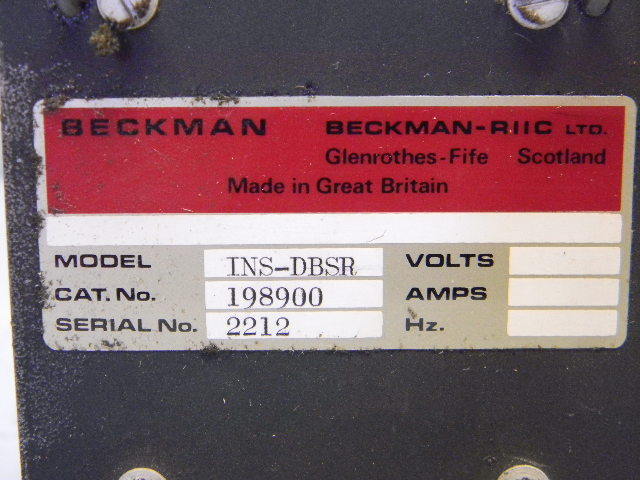 BECKMAN BECKMAN-RIIC LTD.
Glenrothes-Fife Scotland
Made in Great Britain
MODEL INS-DBSR VOLTS
CAT. No. 198900 AMPS
SERIAL No. 2212 Hz.